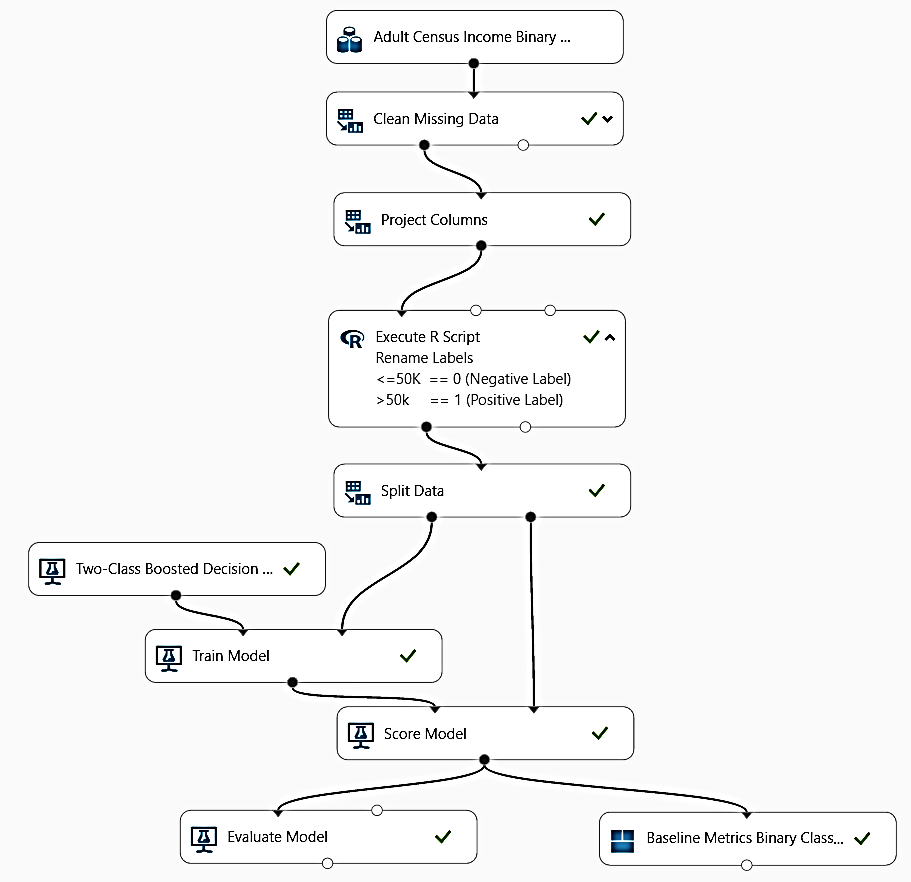 Adult Census Income Binary ...
Clean Missing Data
Project Columns
Execute R Script
Rename Labels
<=50K == 0 (Negative Label)
>50k == 1 (Positive Label)
Split Data
Two-Class Boosted Decision ...
Train Model
Score Model
Evaluate Model
Baseline Metrics Binary Class...